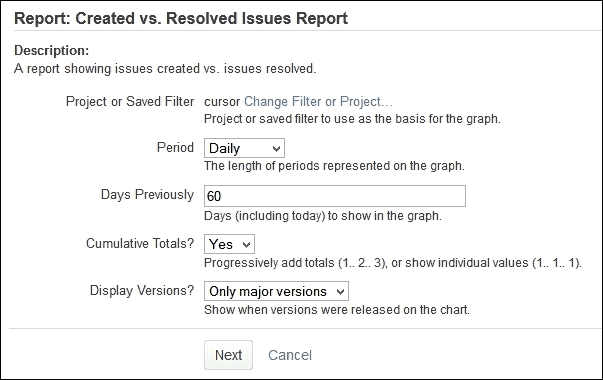 Report: Created vs. Resolved Issues Report
Description:
A report showing issues created vs. issues resolved.
Project or Saved Filter cursor Change Filter or Project...
Project or saved filter to use as the basis for the graph.
Period Daily
The length of periods represented on the graph.
Days Previously 60
Days (including today) to show in the graph.
Cumulative Totals? Yes
Progressively add totals (1.. 2.. 3), or show individual values (1.. 1.. 1).
Display Versions? Only major versions
Show when versions were released on the chart.
Next Cancel